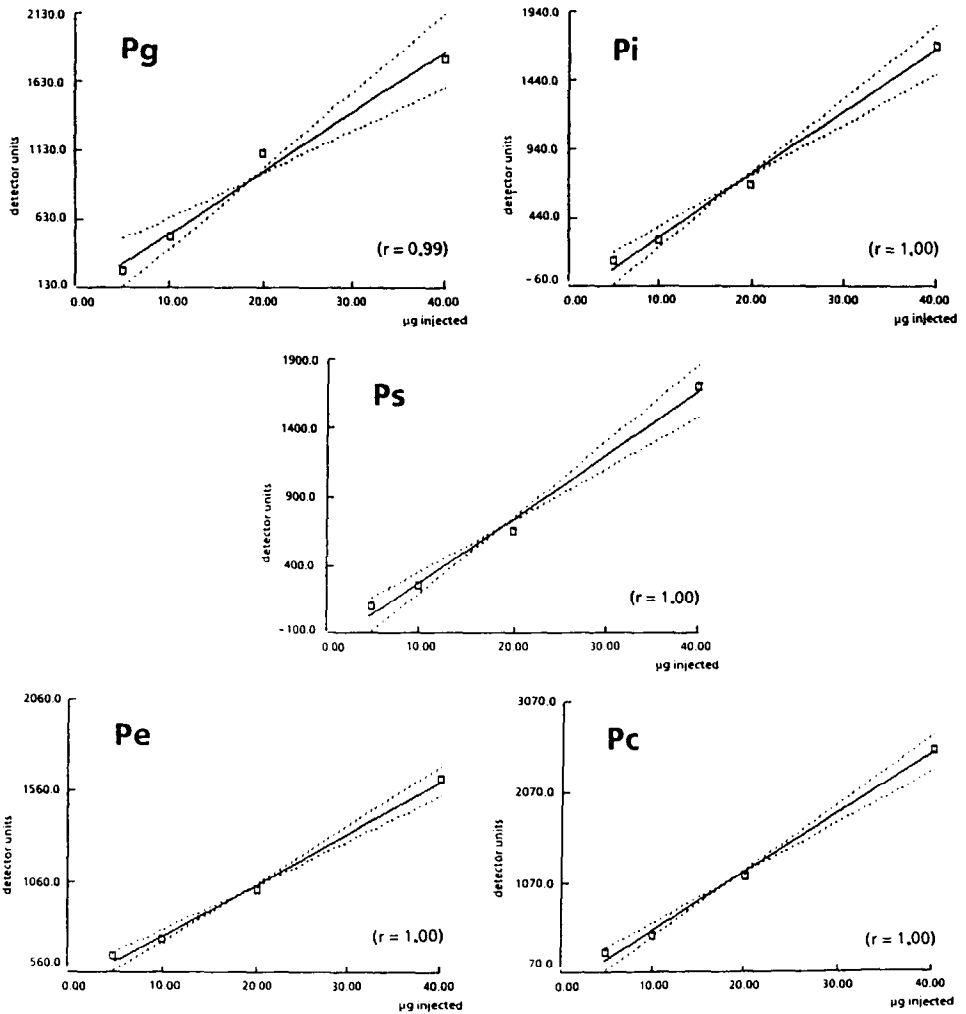 2130.0
Pg
1630.0
1130.0
detector units
630.0
(r = 0.99)
130.0
0.00 10.00 20.00 30.00 40.00
µg injected
1940.0
Pi
1440.0
940.0
detector units
440.0
(r = 1.00)
-60.0
0.00 10.00 20.00 30.00 40.00
µg injected
1900.0
Ps
1400.0
900.0
detector units
400.0
(r = 1.00)
-100.0
0.00 10.00 20.00 30.00 40.00
µg injected
2060.0
Pe
1560.0
detector units
1060.0
(r = 1.00)
560.0
0.00 10.00 20.00 30.00 40.00
µg injected
3070.0
Pc
2070.0
detector units
1070.0
(r = 1.00)
70.0
0.00 10.00 20.00 30.00 40.00
µg injected